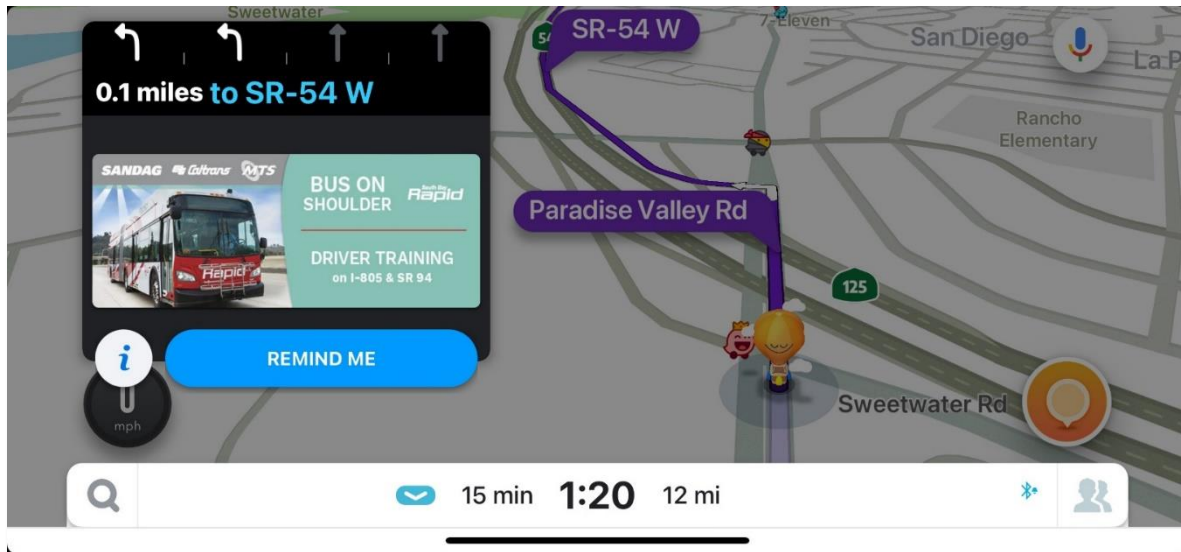 Sweetwater
0.1 miles to SR-54 W
SANDAG Caltrans MTS
BUS ON
SHOULDER
South Bay
Rapid
DRIVER TRAINING
on I-805 & SR 94
Rapid
i
REMIND ME
0
mph
54
SR-54 W
7-Eleven
San Diego
La P
Rancho
Elementary
Paradise Valley Rd
125
Sweetwater Rd
15 min 1:20 12 mi